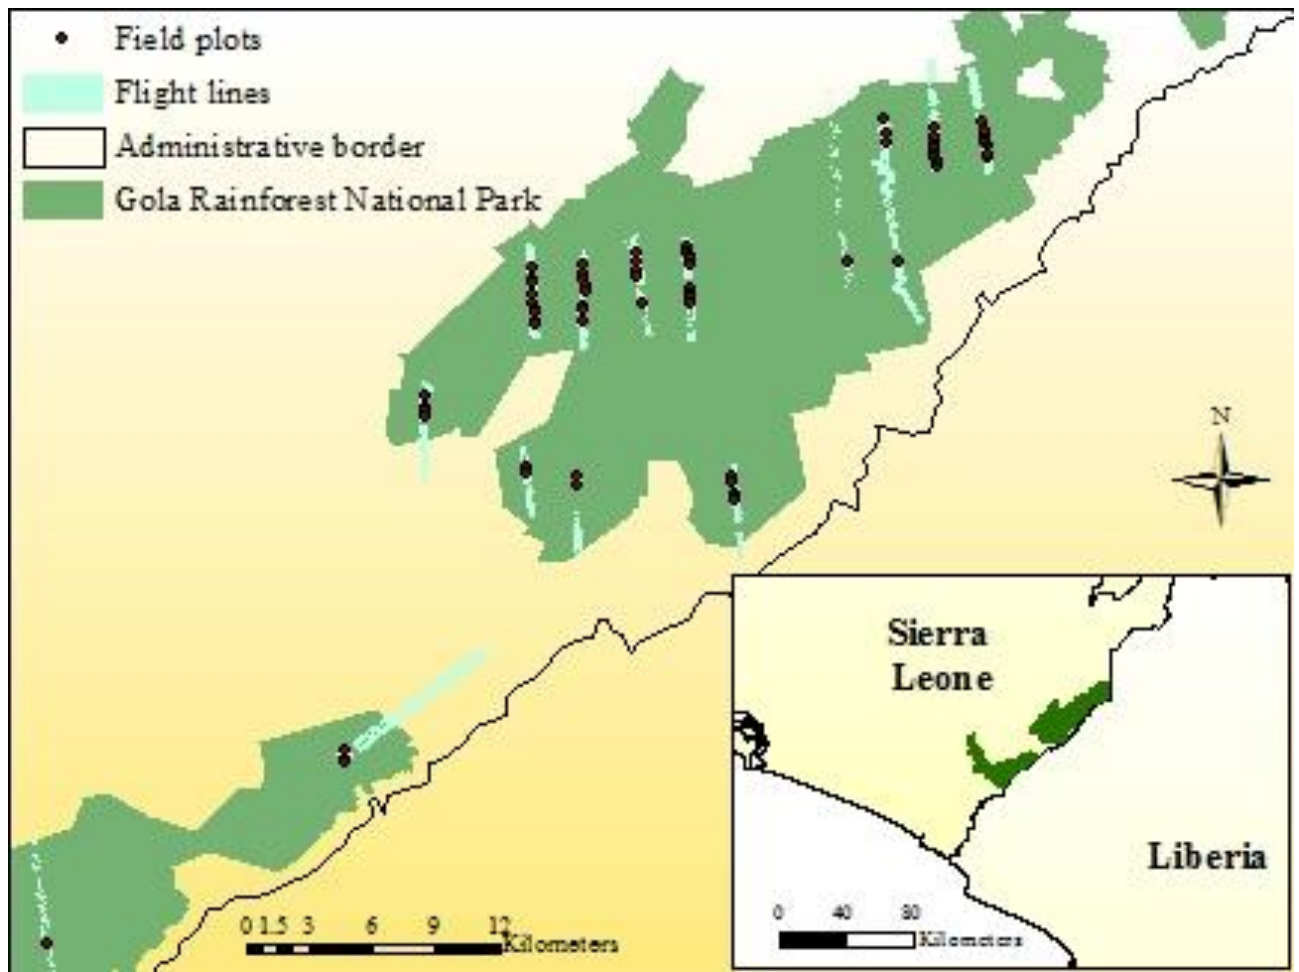 Field plots
Flight lines
Administrative border
Gola Rainforest National Park
N
Sierra
Leone
Liberia
0 1.5 3 6 9 12
Kilometers
0 40 80
Kilometers